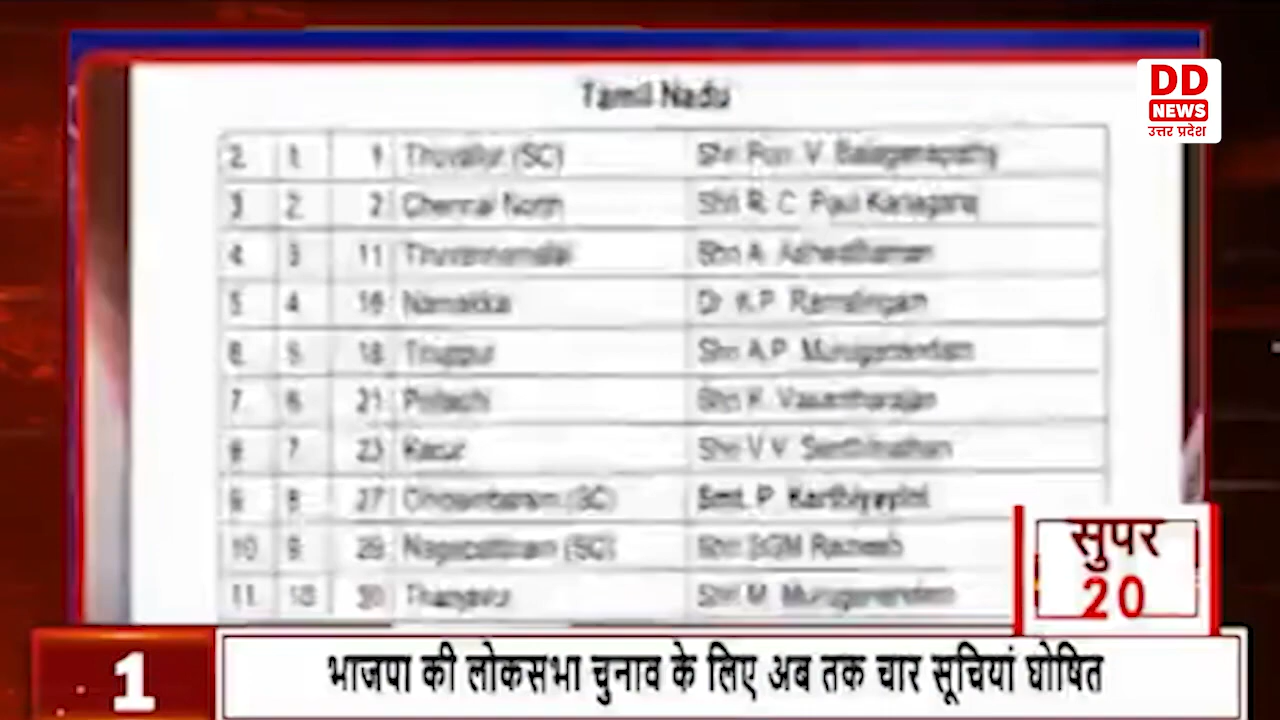 Tamil Nadu
DD
NEWS
उत्तर प्रदेश
2. 1. 1 Thiruvallur (SC) Shri Pon. V. Balaganapathy
3 2. 2 Chennai North Shri R. C. Paul Kanagaraj
4. 3 11 Tiruvannamalai Shri A. Ashwathaman
5. 4. 16 Namakkal Dr. K.P. Ramalingam
6. 5. 18 Tiruppur Shri A.P. Muruganandam
7. 6. 21 Pollachi Shri K. Vasantharajan
8 7. 23 Karur Shri V.V. Senthilnathan
9. 8. 27 Chidambaram (SC) Smt. P. Karthiyayini
10 9. 29 Nagapattinam (SC) Shri SGM Ramesh
11. 10 30 Thanjavur Shri M. Muruganandam
सुपर
20
1 भाजपा की लोकसभा चुनाव के लिए अब तक चार सूचियां घोषित